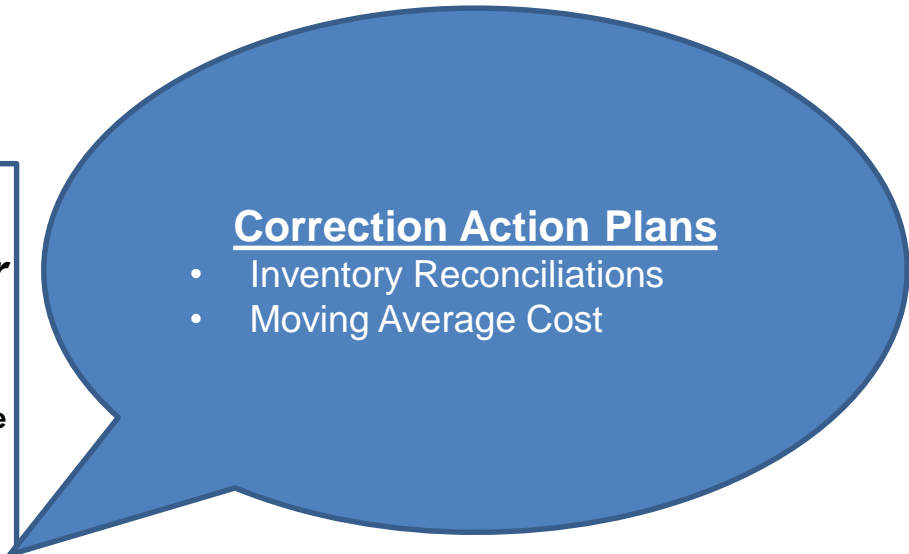 Correction Action Plans
• Inventory Reconciliations
• Moving Average Cost